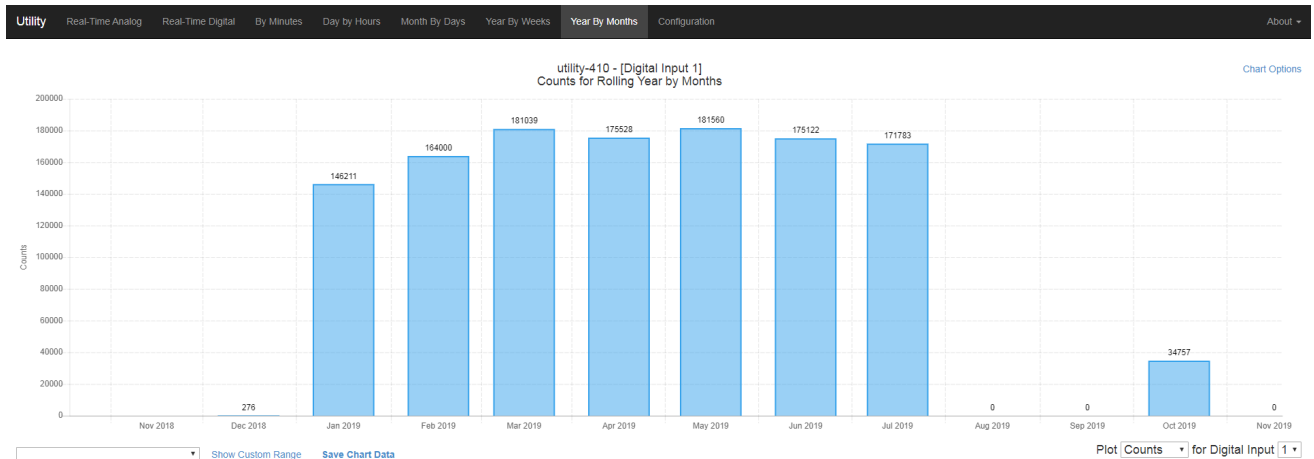 Utility Real-Time Analog Real-Time Digital By Minutes Day by Hours Month By Days Year By Weeks Year By Months Configuration About
utility-410 - [Digital Input 1]
Counts for Rolling Year by Months
Chart Options
200000
180000
160000
140000
120000
100000
80000
60000
40000
20000
0
Counts
276
146211
164000
181039
175528
181560
175122
171783
0
0
34757
0
Nov 2018 Dec 2018 Jan 2019 Feb 2019 Mar 2019 Apr 2019 May 2019 Jun 2019 Jul 2019 Aug 2019 Sep 2019 Oct 2019 Nov 2019
Show Custom Range Save Chart Data
Plot Counts for Digital Input 1